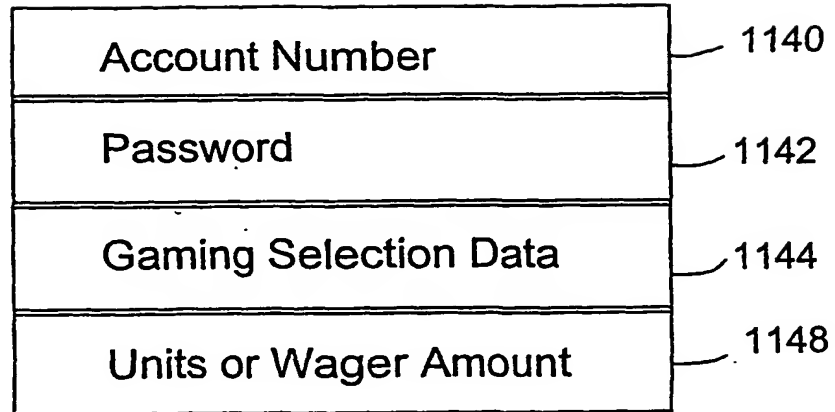 Account Number 1140
Password 1142
Gaming Selection Data 1144
Units or Wager Amount 1148